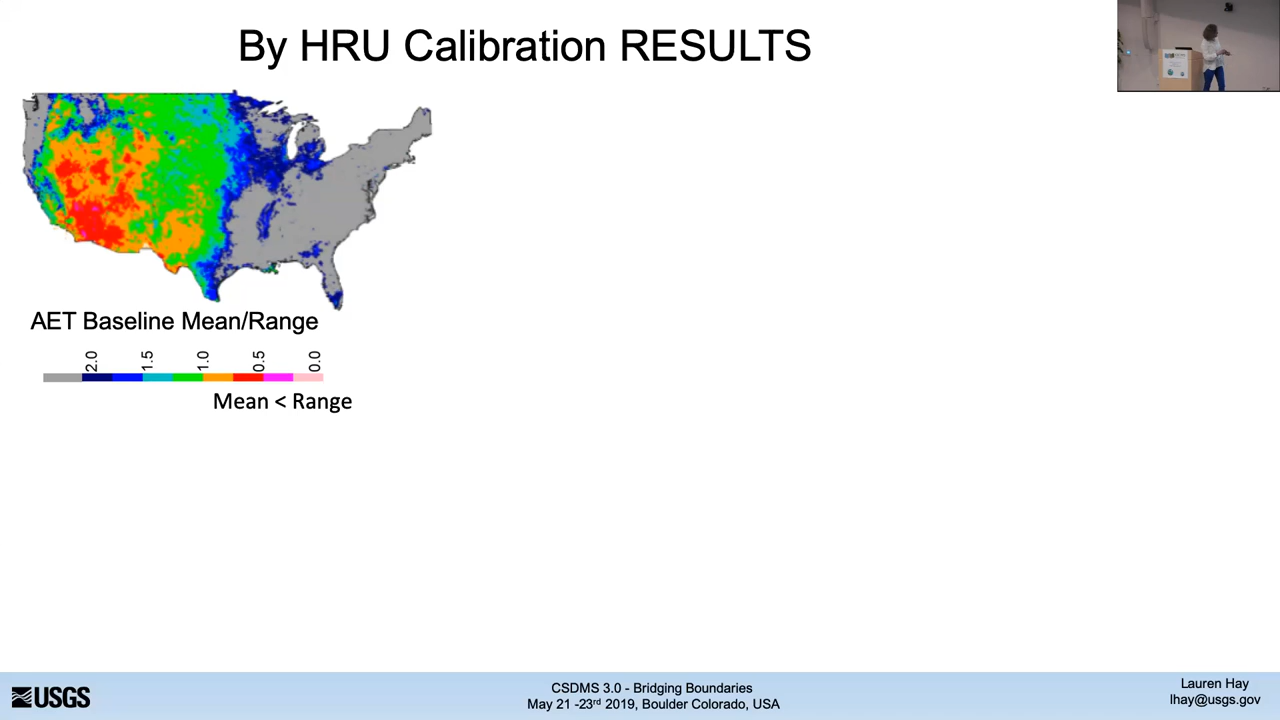 By HRU Calibration RESULTS
AET Baseline Mean/Range
2.0 1.5 1.0 0.5 0.0
Mean < Range
USGS
CSDMS 3.0 - Bridging Boundaries
May 21 -23rd 2019, Boulder Colorado, USA
Lauren Hay
lhay@usgs.gov